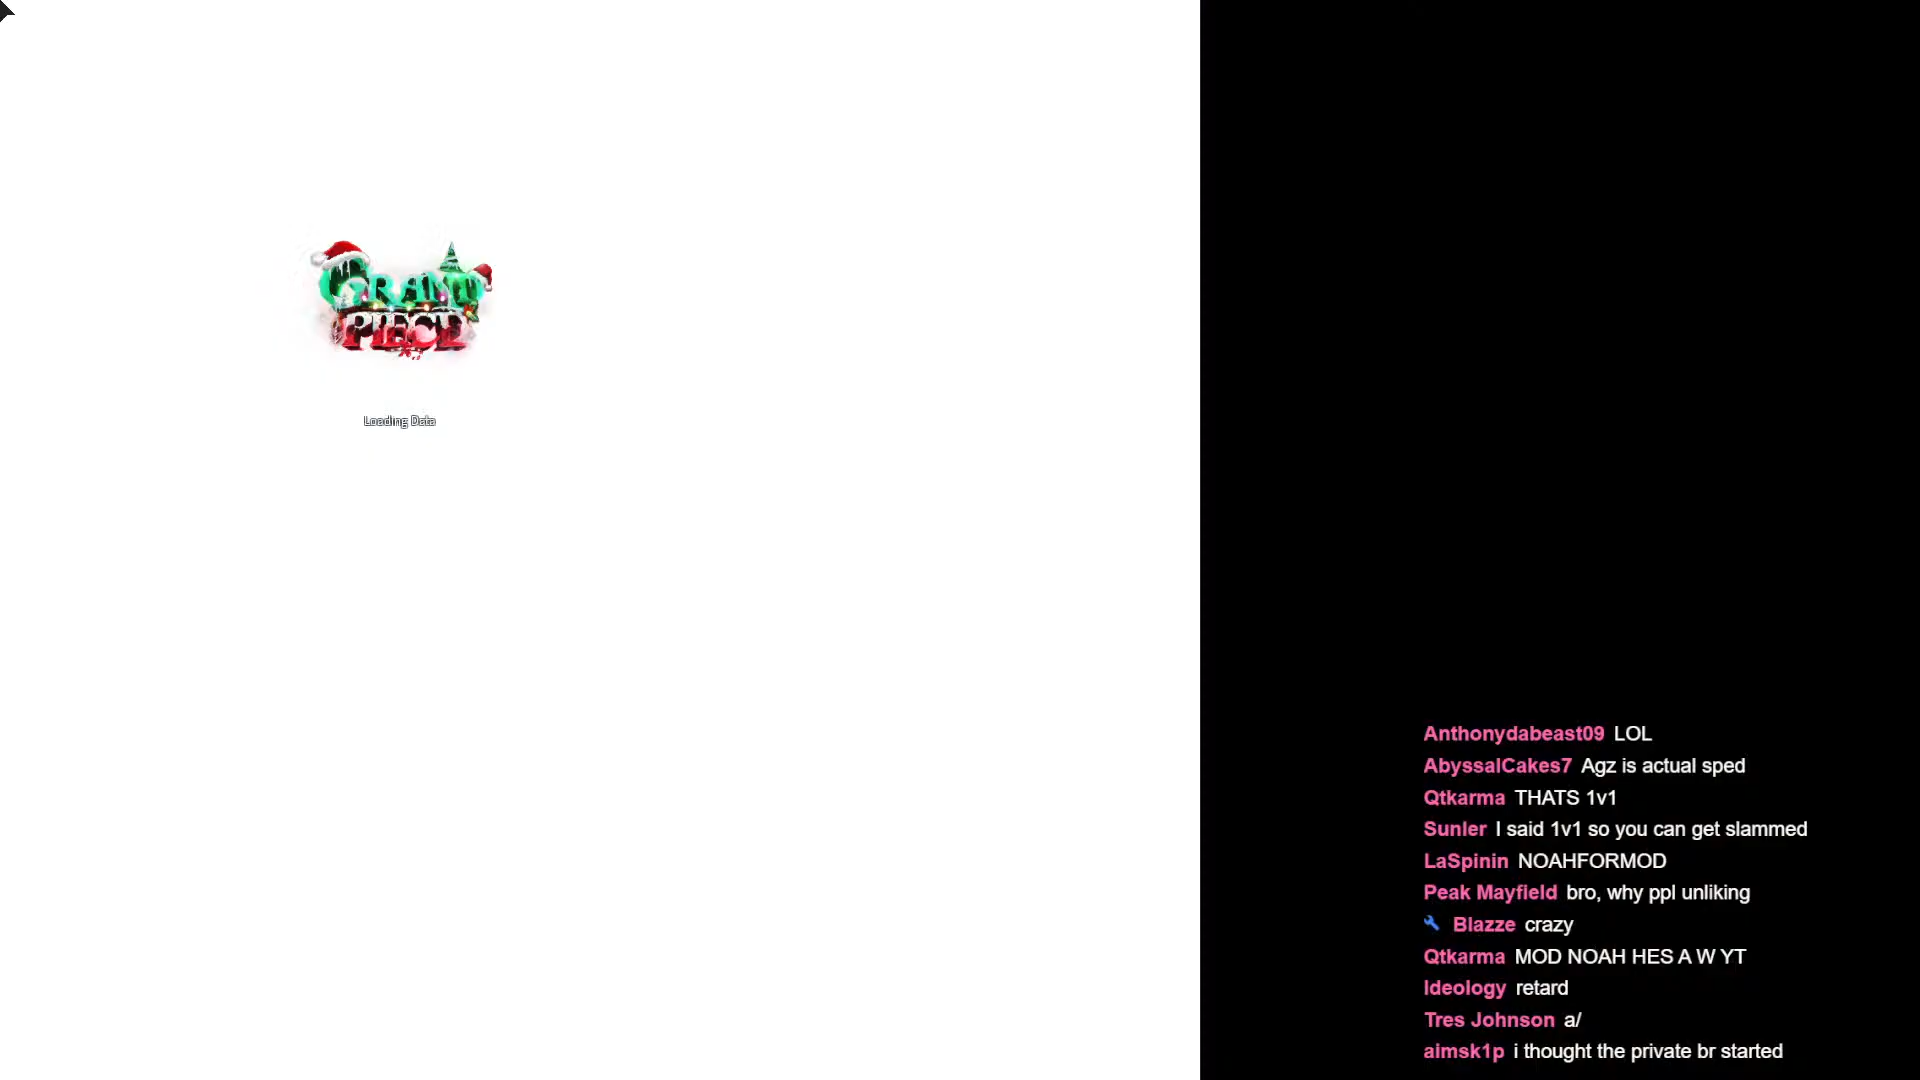 GRAND
PIECE
Loading Data
Anthonydabeast09 LOL
AbyssalCakes7 Agz is actual sped
Qtkarma THATS 1v1
Sunler I said 1v1 so you can get slammed
LaSpinin NOAHFORMOD
Peak Mayfield bro, why ppl unliking
Blazze crazy
Qtkarma MOD NOAH HES A W YT
Ideology retard
Tres Johnson a/
aimsk1p i thought the private br started